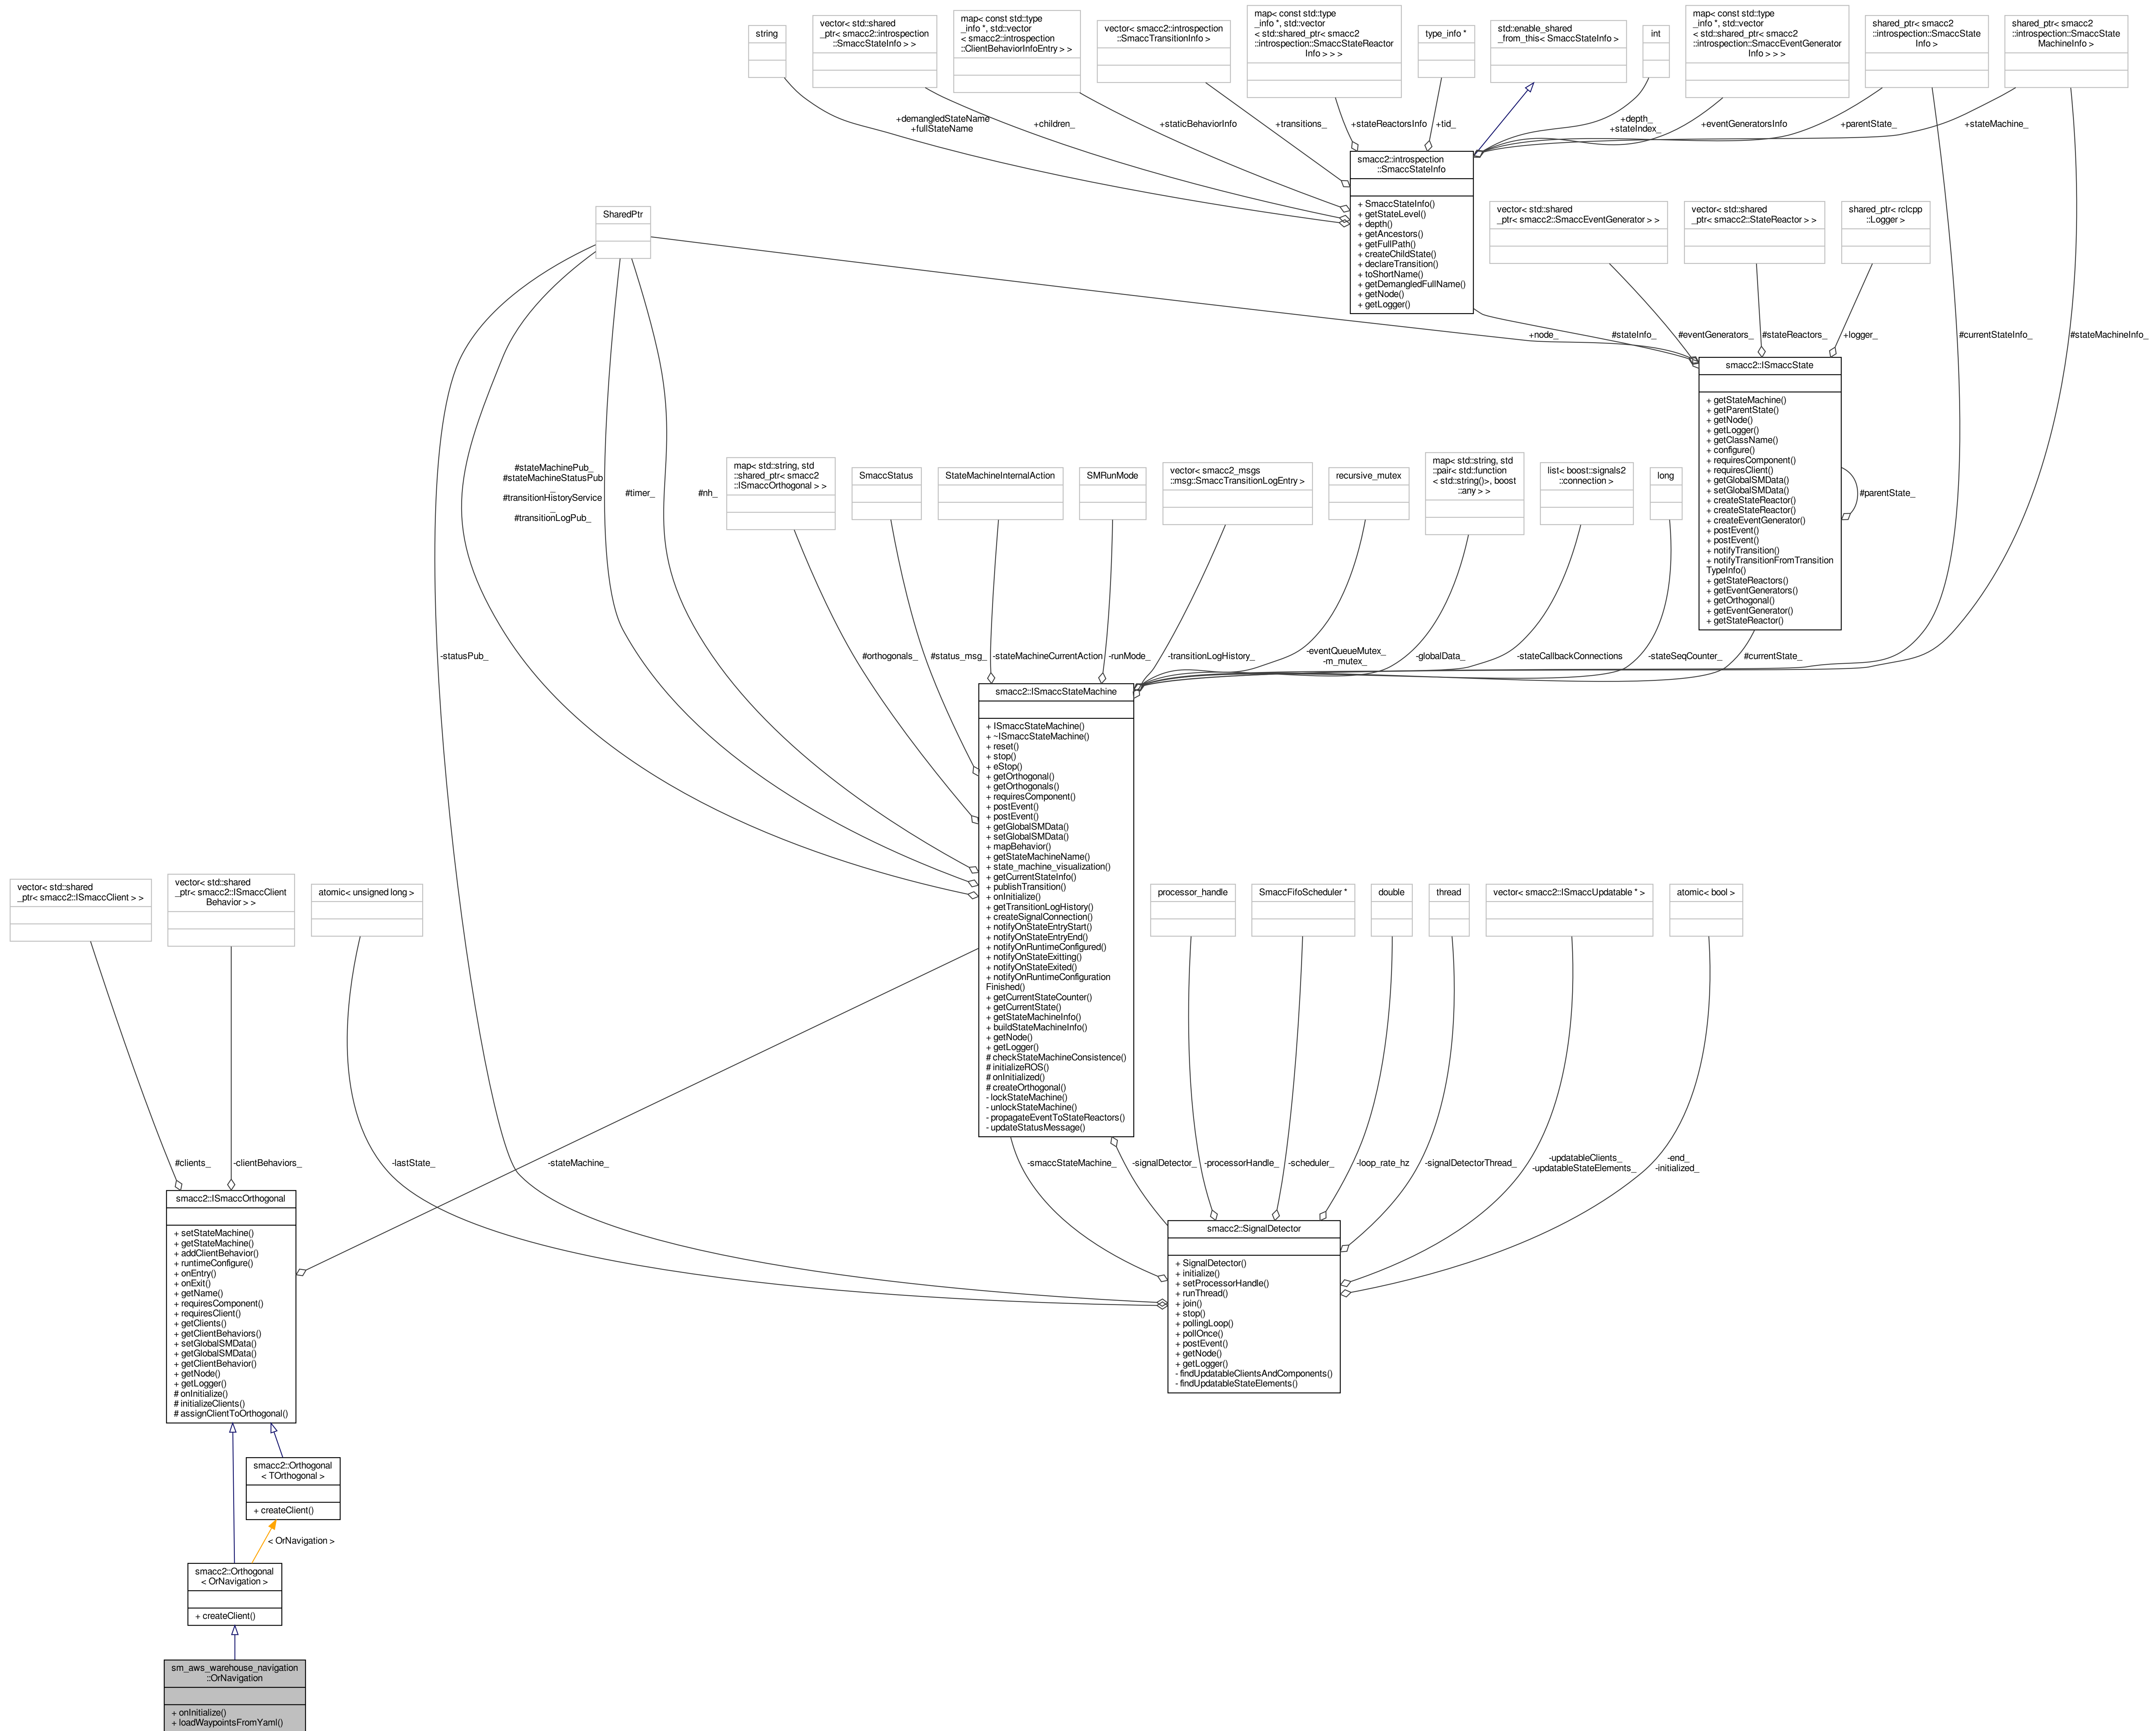 string
vector< std::shared
_ptr< smacc2::introspection
::SmaccStateInfo > >
map< const std::type
_info *, std::vector
< smacc2::introspection
::ClientBehaviorInfoEntry > >
vector< smacc2::introspection
::SmaccTransitionInfo >
map< const std::type
_info *, std::vector
< std::shared_ptr< smacc2
::introspection::SmaccStateReactor
Info > > >
type_info *
std::enable_shared
_from_this< SmaccStateInfo >
int
map< const std::type
_info *, std::vector
< std::shared_ptr< smacc2
::introspection::SmaccEventGenerator
Info > > >
shared_ptr< smacc2
::introspection::SmaccState
Info >
shared_ptr< smacc2
::introspection::SmaccState
MachineInfo >
+demangledStateName
+fullStateName
+children_
+staticBehaviorInfo
+transitions_
+stateReactorsInfo
+tid_
+depth_
+stateIndex_
+eventGeneratorsInfo
+parentState_
+stateMachine_
smacc2::introspection
::SmaccStateInfo
+ SmaccStateInfo()
+ getStateLevel()
+ depth()
+ getAncestors()
+ getFullPath()
+ createChildState()
+ declareTransition()
+ toShortName()
+ getDemangledFullName()
+ getNode()
+ getLogger()
SharedPtr
vector< std::shared
_ptr< smacc2::SmaccEventGenerator > >
vector< std::shared
_ptr< smacc2::StateReactor > >
shared_ptr< rclcpp
::Logger >
+node_
#stateInfo_
#eventGenerators_
#stateReactors_
+logger_
#currentStateInfo_
#stateMachineInfo_
smacc2::ISmaccState
+ getStateMachine()
+ getParentState()
+ getNode()
+ getLogger()
+ getClassName()
+ configure()
+ requiresComponent()
+ requiresClient()
+ getGlobalSMData()
+ setGlobalSMData()
+ createStateReactor()
+ createStateReactor()
+ createEventGenerator()
+ postEvent()
+ postEvent()
+ notifyTransition()
+ notifyTransitionFromTransition
TypeInfo()
+ getStateReactors()
+ getEventGenerators()
+ getOrthogonal()
+ getEventGenerator()
+ getStateReactor()
#parentState_
#stateMachinePub_
#stateMachineStatusPub
_
#transitionHistoryService
_
#transitionLogPub_
#timer_
#nh_
map< std::string, std
::shared_ptr< smacc2
::ISmaccOrthogonal > >
SmaccStatus
StateMachineInternalAction
SMRunMode
vector< smacc2_msgs
::msg::SmaccTransitionLogEntry >
recursive_mutex
map< std::string, std
::pair< std::function
< std::string()>, boost
::any > >
list< boost::signals2
::connection >
long
-statusPub_
#orthogonals_
#status_msg_
-stateMachineCurrentAction
-runMode_
-transitionLogHistory_
-eventQueueMutex_
-m_mutex_
-globalData_
-stateCallbackConnections
-stateSeqCounter_
#currentState_
smacc2::ISmaccStateMachine
+ ISmaccStateMachine()
+ ~ISmaccStateMachine()
+ reset()
+ stop()
+ eStop()
+ getOrthogonal()
+ getOrthogonals()
+ requiresComponent()
+ postEvent()
+ postEvent()
+ getGlobalSMData()
+ setGlobalSMData()
+ mapBehavior()
+ getStateMachineName()
+ state_machine_visualization()
+ getCurrentStateInfo()
+ publishTransition()
+ onInitialize()
+ getTransitionLogHistory()
+ createSignalConnection()
+ notifyOnStateEntryStart()
+ notifyOnStateEntryEnd()
+ notifyOnRuntimeConfigured()
+ notifyOnStateExitting()
+ notifyOnStateExited()
+ notifyOnRuntimeConfiguration
Finished()
+ getCurrentStateCounter()
+ getCurrentState()
+ getStateMachineInfo()
+ buildStateMachineInfo()
+ getNode()
+ getLogger()
# checkStateMachineConsistence()
# initializeROS()
# onInitialized()
# createOrthogonal()
- lockStateMachine()
- unlockStateMachine()
- propagateEventToStateReactors()
- updateStatusMessage()
vector< std::shared
_ptr< smacc2::ISmaccClient > >
vector< std::shared
_ptr< smacc2::ISmaccClient
Behavior > >
atomic< unsigned long >
processor_handle
SmaccFifoScheduler *
double
thread
vector< smacc2::ISmaccUpdatable * >
atomic< bool >
#clients_
-clientBehaviors_
-lastState_
-stateMachine_
-smaccStateMachine_
-signalDetector_
-processorHandle_
-scheduler_
-loop_rate_hz
-signalDetectorThread_
-updatableClients_
-updatableStateElements_
-end_
-initialized_
smacc2::ISmaccOrthogonal
+ setStateMachine()
+ getStateMachine()
+ addClientBehavior()
+ runtimeConfigure()
+ onEntry()
+ onExit()
+ getName()
+ requiresComponent()
+ requiresClient()
+ getClients()
+ getClientBehaviors()
+ setGlobalSMData()
+ getGlobalSMData()
+ getClientBehavior()
+ getNode()
+ getLogger()
# onInitialize()
# initializeClients()
# assignClientToOrthogonal()
smacc2::SignalDetector
+ SignalDetector()
+ initialize()
+ setProcessorHandle()
+ runThread()
+ join()
+ stop()
+ pollingLoop()
+ pollOnce()
+ postEvent()
+ getNode()
+ getLogger()
- findUpdatableClientsAndComponents()
- findUpdatableStateElements()
smacc2::Orthogonal
< TOrthogonal >
+ createClient()
< OrNavigation >
smacc2::Orthogonal
< OrNavigation >
+ createClient()
sm_aws_warehouse_navigation
::OrNavigation
+ onInitialize()
+ loadWaypointsFromYaml()